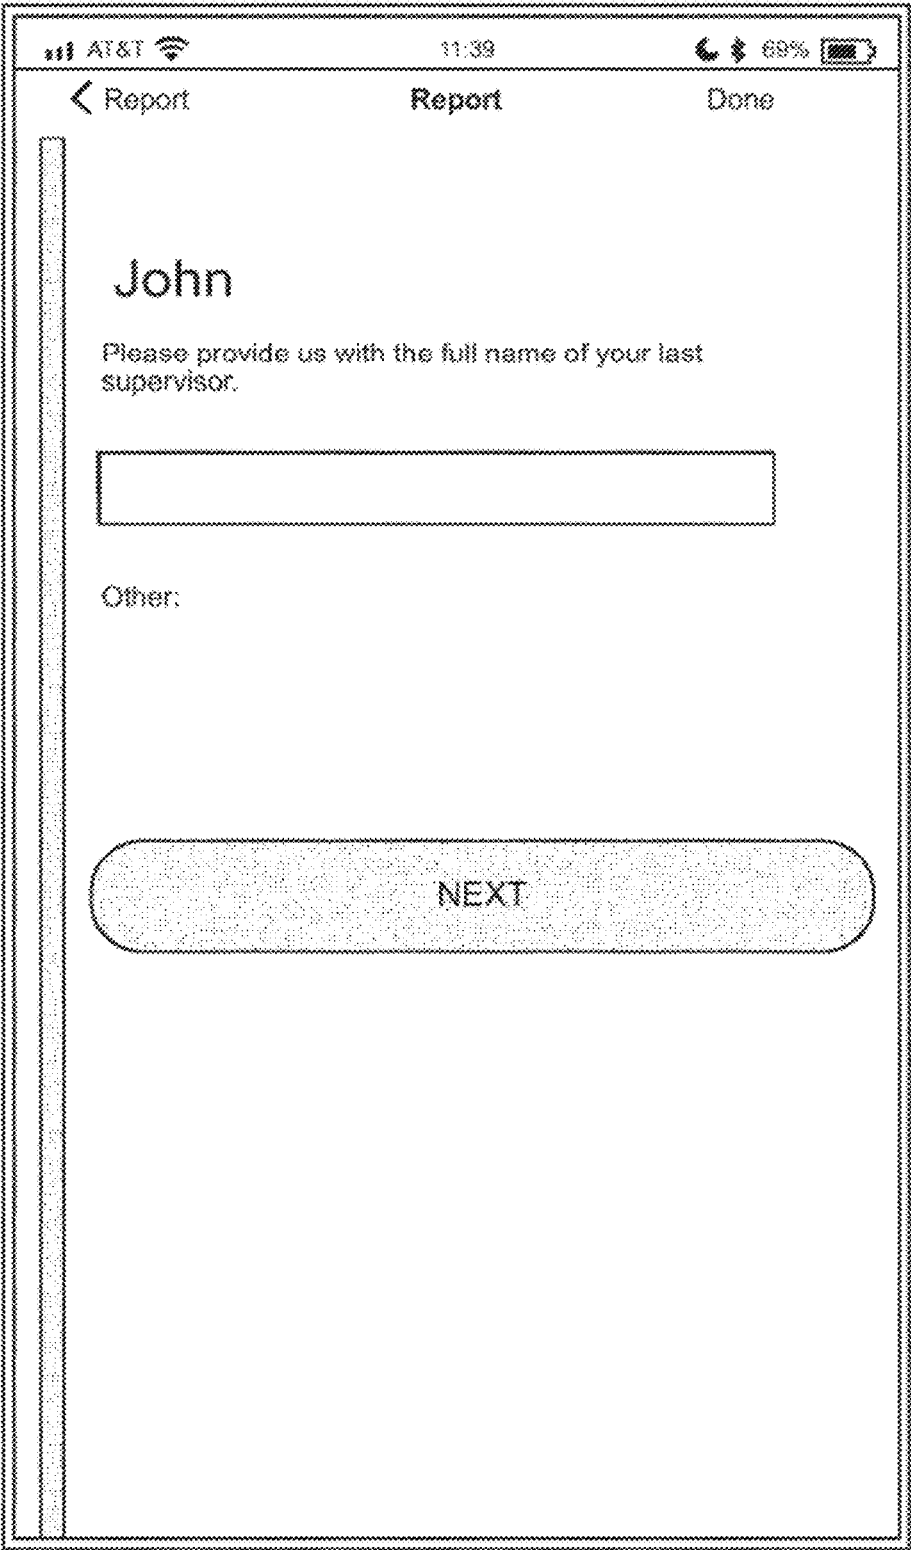 AT&T 11:39 69%
Report Report Done
John
Please provide us with the full name of your last
supervisor.
Other:
NEXT